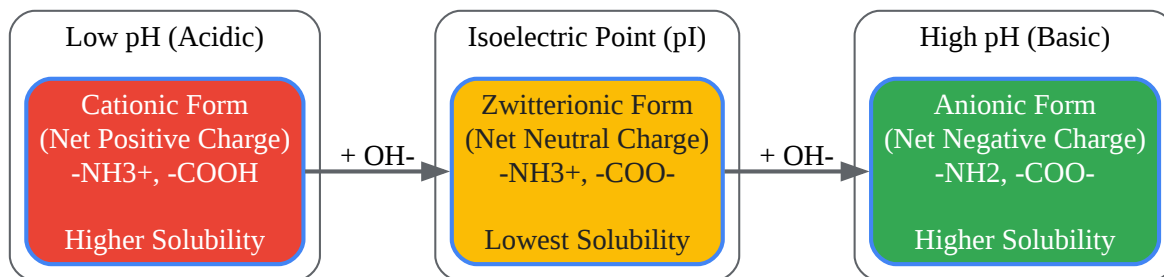 Low pH (Acidic)
Cationic Form
(Net Positive Charge)
-NH3+, -COOH
Higher Solubility
+ OH-
Isoelectric Point (pI)
Zwitterionic Form
(Net Neutral Charge)
-NH3+, -COO-
Lowest Solubility
+ OH-
High pH (Basic)
Anionic Form
(Net Negative Charge)
-NH2, -COO-
Higher Solubility